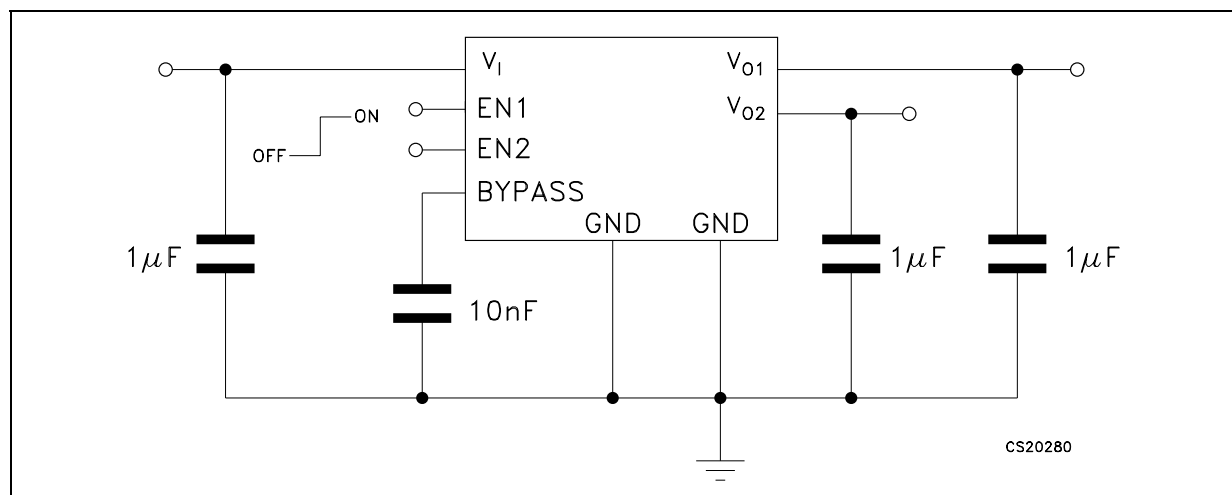 V_I
V_O1
EN1
V_O2
ON
OFF
EN2
BYPASS
GND GND
1μF
10nF
1μF
1μF
CS20280